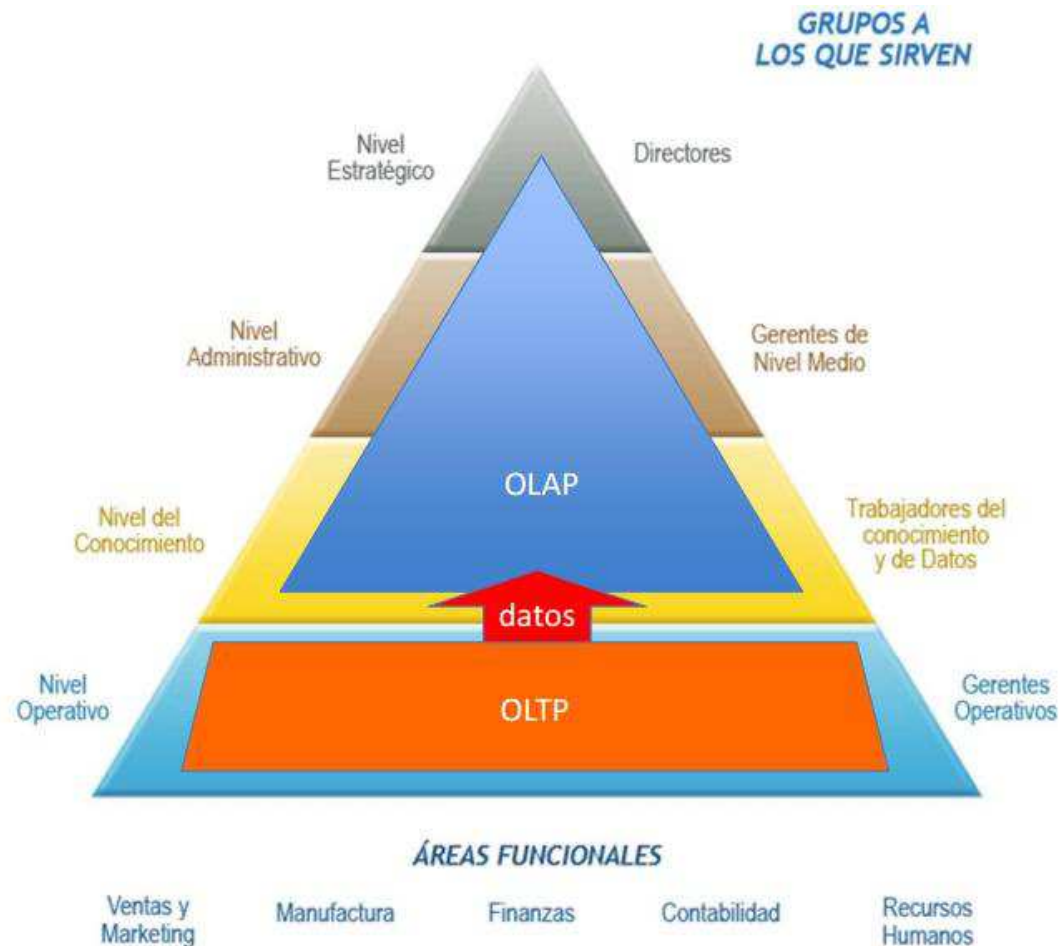 GRUPOS A
LOS QUE SIRVEN
Nivel
Estratégico
Directores
Nivel
Administrativo
Gerentes de
Nivel Medio
OLAP
Nivel del
Conocimiento
Trabajadores del
conocimiento
y de Datos
datos
Nivel
Operativo
OLTP
Gerentes
Operativos
ÁREAS FUNCIONALES
Ventas y
Marketing
Manufactura
Finanzas
Contabilidad
Recursos
Humanos